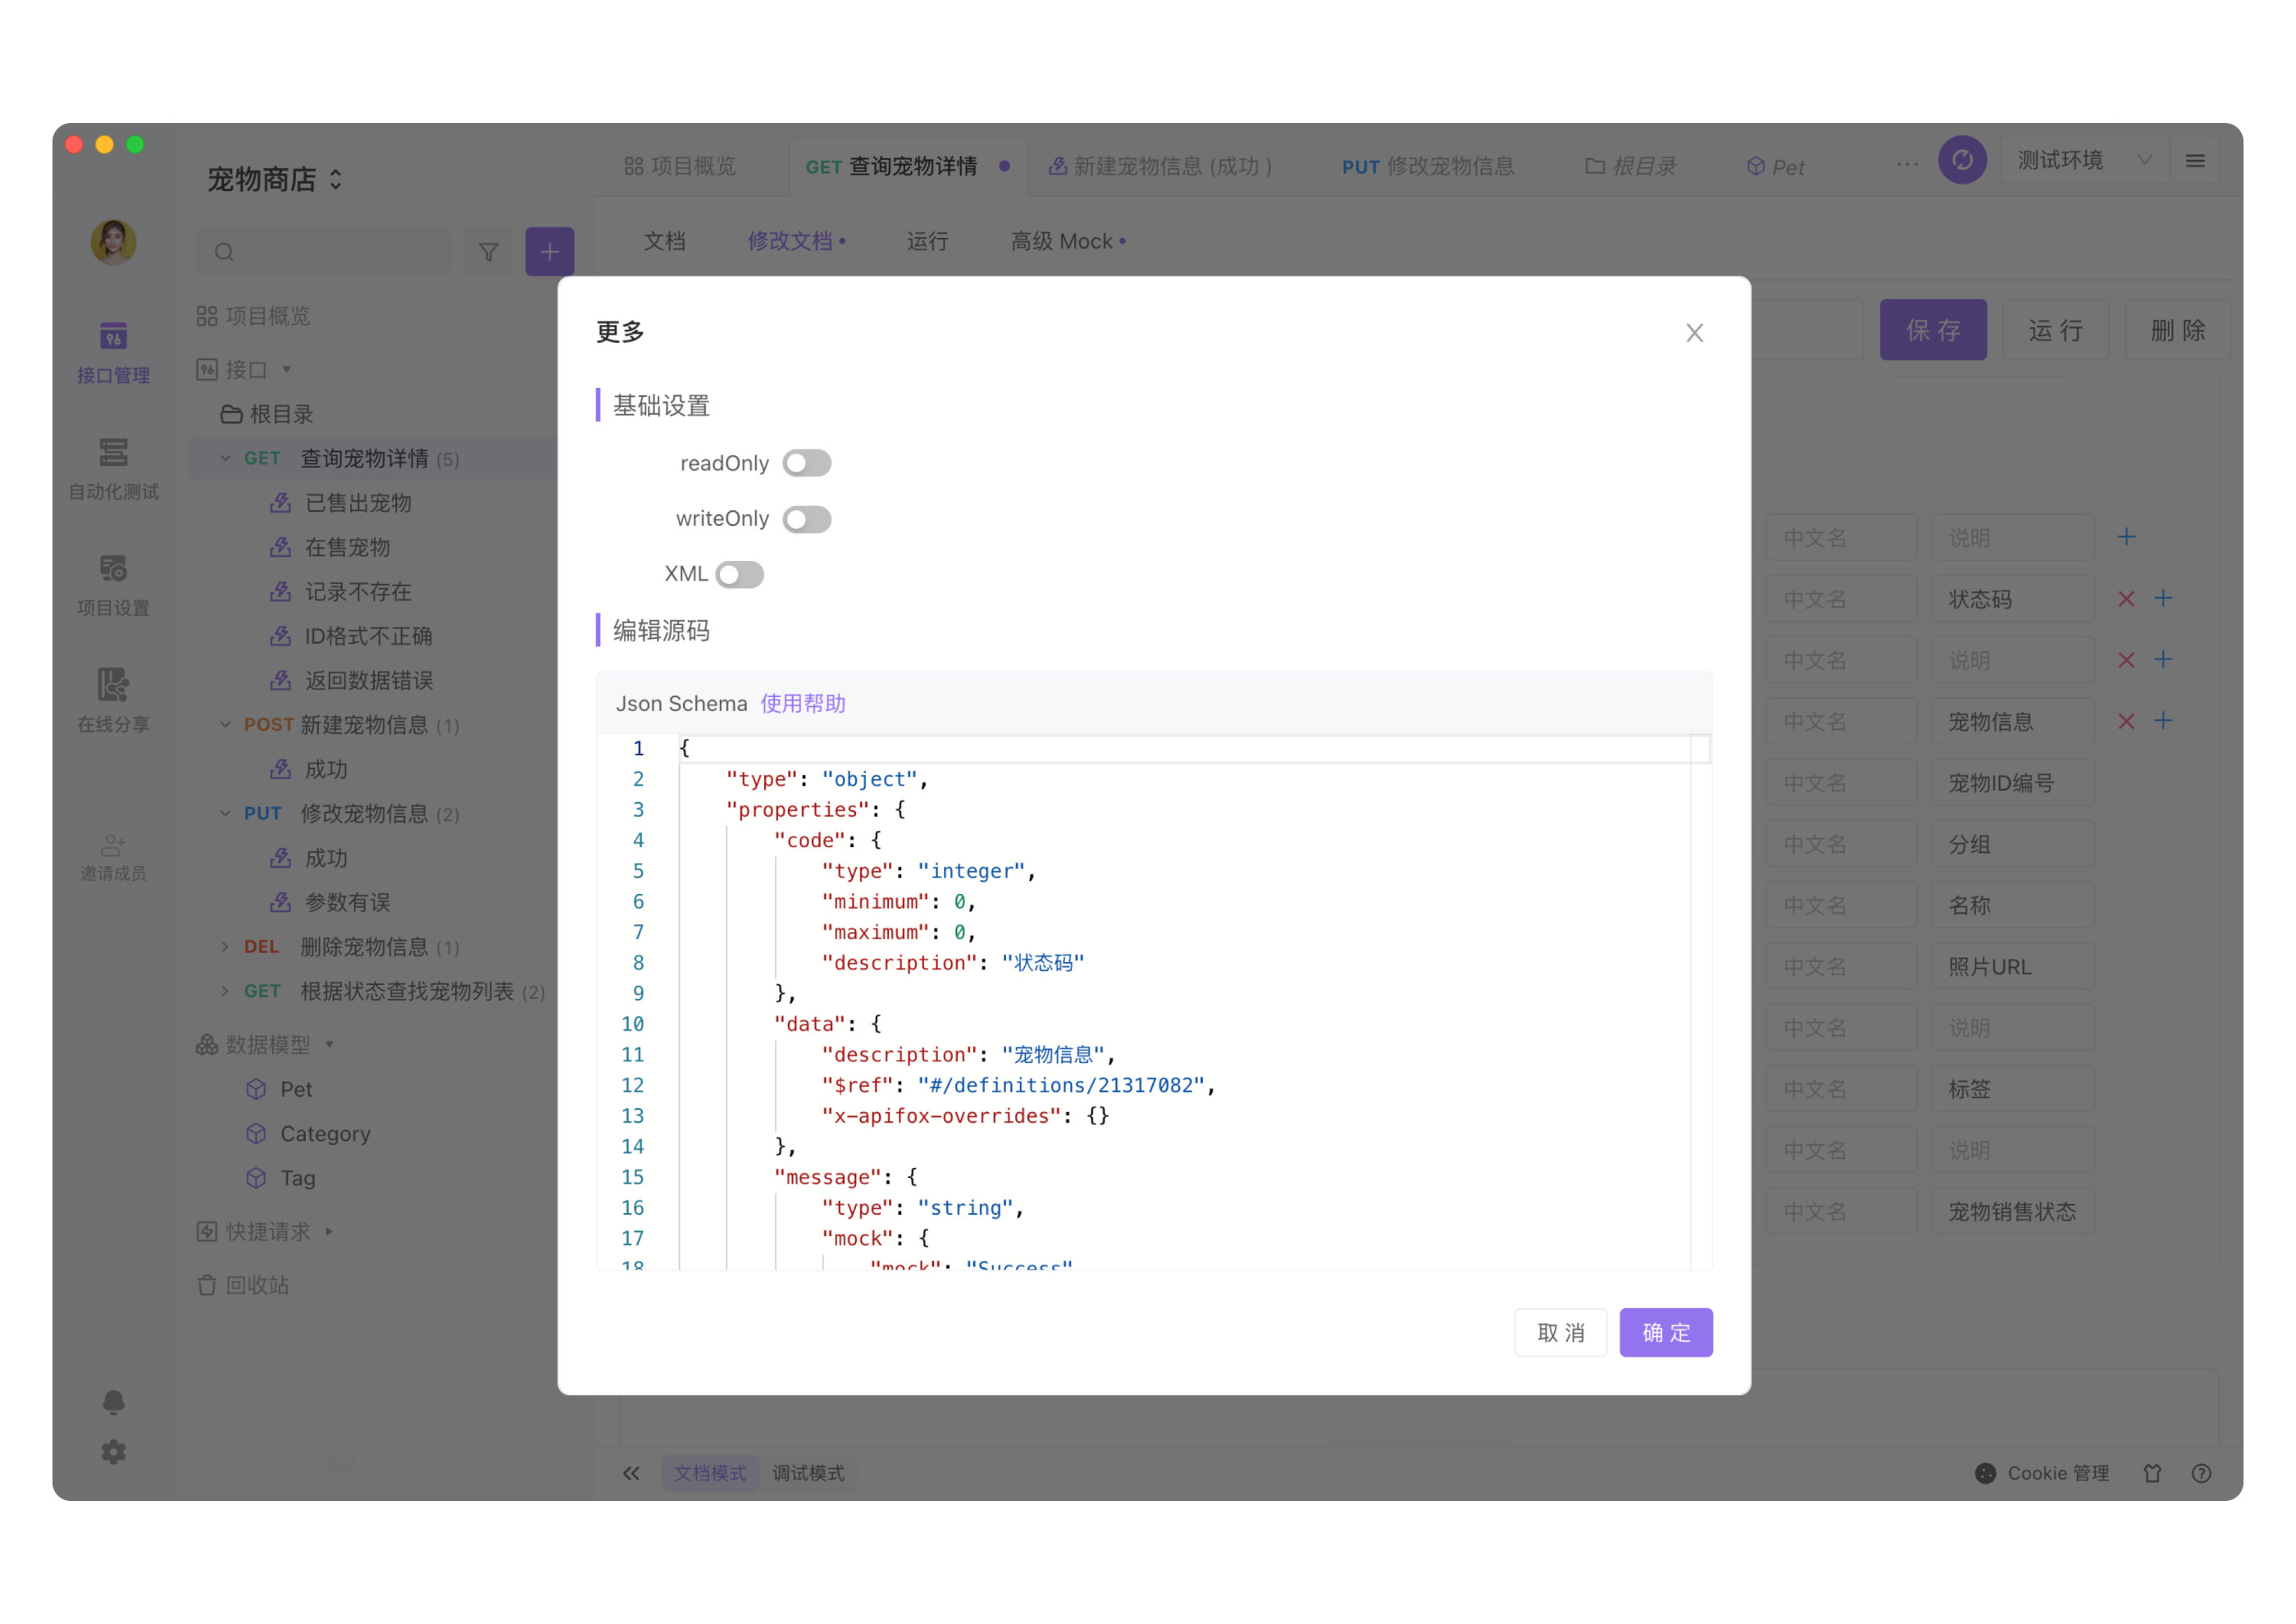 宠物商店
项目概览
GET 查询宠物详情
新建宠物信息 (成功 )
PUT 修改宠物信息
根目录
Pet
测试环境
文档
修改文档
运行
高级 Mock
保 存
运 行
删 除
接口管理
自动化测试
项目设置
在线分享
邀请成员
项目概览
接口
根目录
GET 查询宠物详情 (5)
已售出宠物
在售宠物
记录不存在
ID格式不正确
返回数据错误
POST 新建宠物信息 (1)
成功
PUT 修改宠物信息 (2)
成功
参数有误
DEL 删除宠物信息 (1)
GET 根据状态查找宠物列表 (2)
数据模型
Pet
Category
Tag
快捷请求
回收站
更多
基础设置
readOnly
writeOnly
XML
编辑源码
Json Schema 使用帮助
1 {
2 "type": "object",
3 "properties": {
4 "code": {
5 "type": "integer",
6 "minimum": 0,
7 "maximum": 0,
8 "description": "状态码"
9 },
10 "data": {
11 "description": "宠物信息",
12 "$ref": "#/definitions/21317082",
13 "x-apifox-overrides": {}
14 },
15 "message": {
16 "type": "string",
17 "mock": {
18 "mock": "Success"
取 消
确 定
中文名 说明
中文名 状态码
中文名 说明
中文名 宠物信息
中文名 宠物ID编号
中文名 分组
中文名 名称
中文名 照片URL
中文名 说明
中文名 标签
中文名 说明
中文名 宠物销售状态
文档模式
调试模式
Cookie 管理